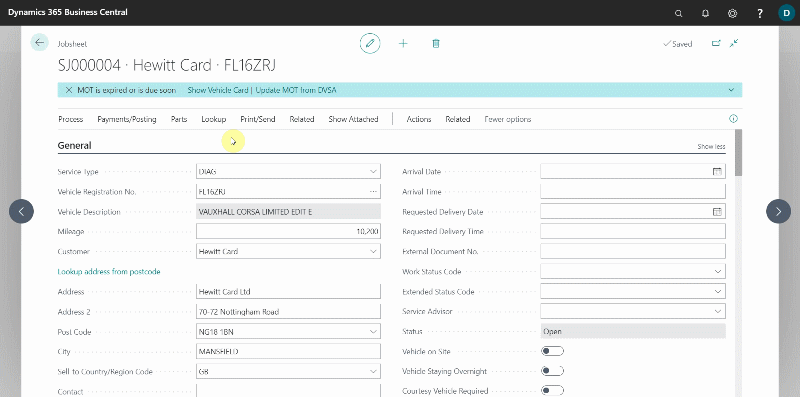 Dynamics 365 Business Central
?
D
Jobsheet
Saved
SJ000004 · Hewitt Card · FL16ZRJ
MOT is expired or is due soon Show Vehicle Card | Update MOT from DVSA
Process Payments/Posting Parts Lookup Print/Send Related Show Attached Actions Related Fewer options
General
Show less
Service Type DIAG
Vehicle Registration No. FL16ZRJ
Vehicle Description VAUXHALL CORSA LIMITED EDIT E
Mileage 10,200
Customer Hewitt Card
Lookup address from postcode
Address Hewitt Card Ltd
Address 2 70-72 Nottingham Road
Post Code NG18 1BN
City MANSFIELD
Sell-to Country/Region Code GB
Contact
Arrival Date
Arrival Time
Requested Delivery Date
Requested Delivery Time
External Document No.
Work Status Code
Extended Status Code
Service Advisor
Status Open
Vehicle on Site
Vehicle Staying Overnight
Courtesy Vehicle Required